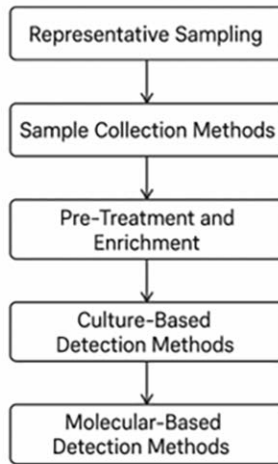 Representative Sampling
Sample Collection Methods
Pre-Treatment and
Enrichment
Culture-Based
Detection Methods
Molecular-Based
Detection Methods